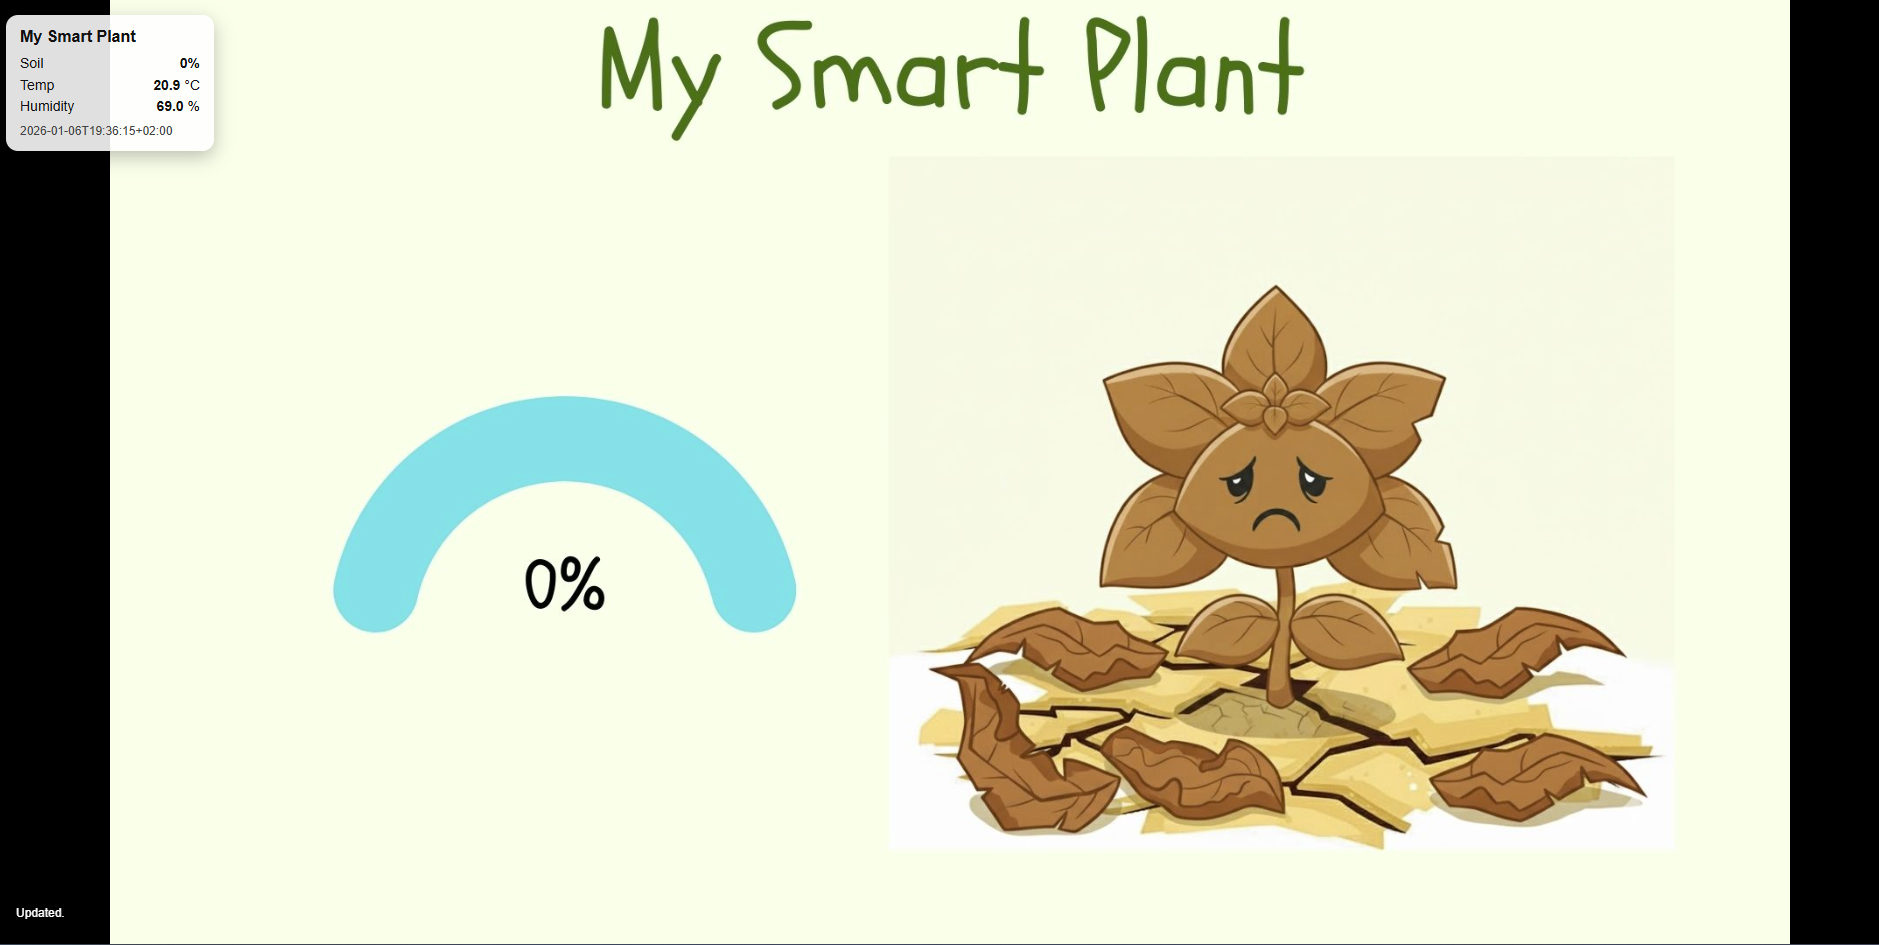 My Smart Plant
My Smart Plant
Soil 0%
Temp 20.9 °C
Humidity 69.0 %
2026-01-06T19:36:15+02:00
0%
Updated.